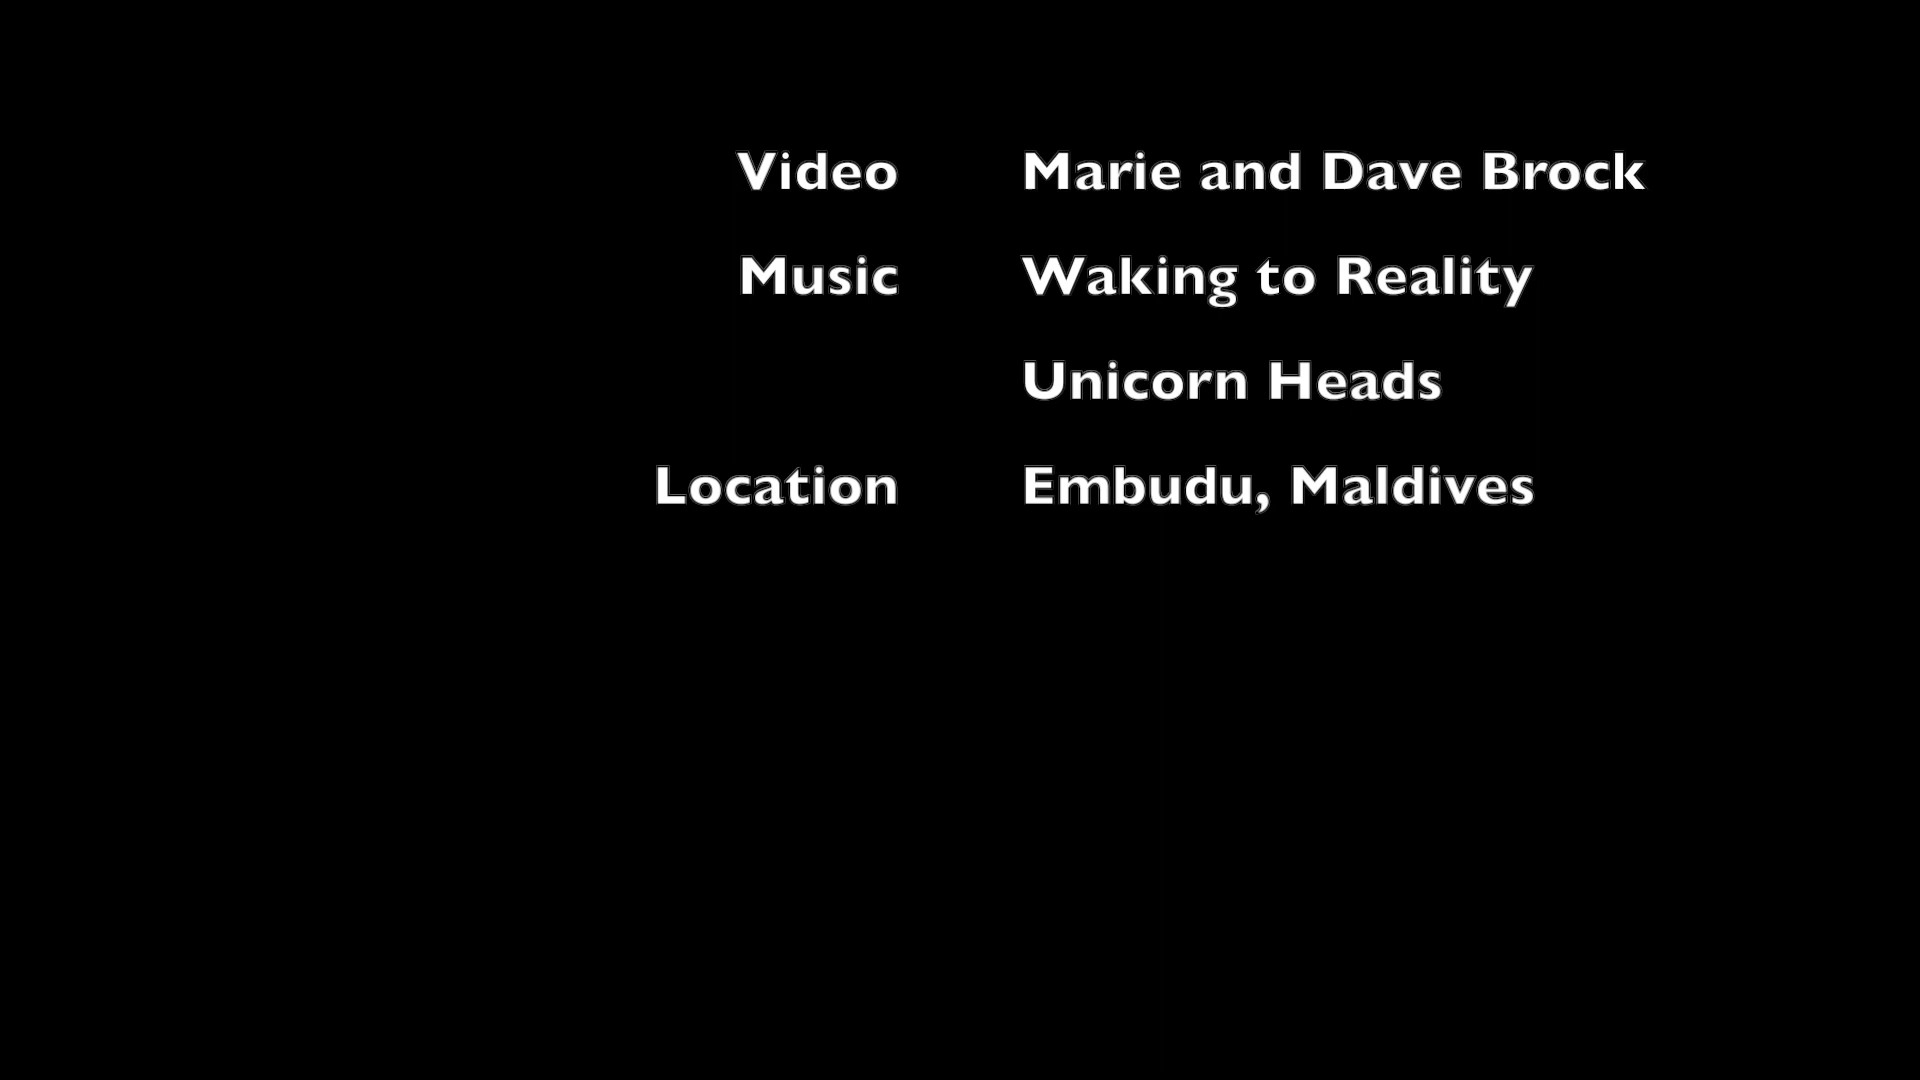 Video Marie and Dave Brock
Music Waking to Reality
Unicorn Heads
Location Embudu, Maldives